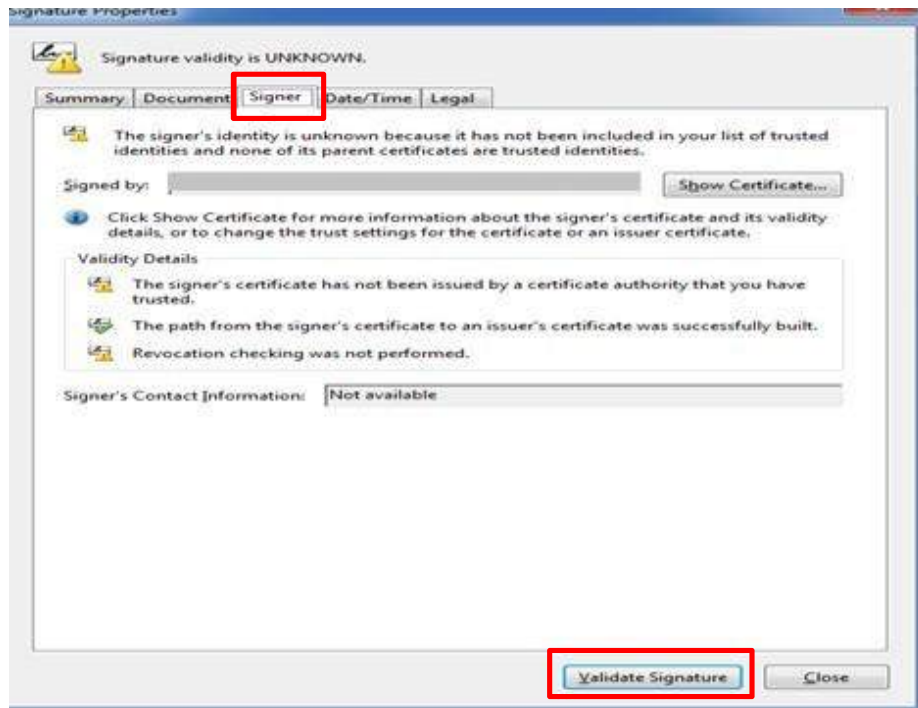 Signature Properties
Signature validity is UNKNOWN.
Summary Document Signer Date/Time Legal
The signer's identity is unknown because it has not been included in your list of trusted
identities and none of its parent certificates are trusted identities.
Signed by: Show Certificate...
Click Show Certificate for more information about the signer's certificate and its validity
details, or to change the trust settings for the certificate or an issuer certificate.
Validity Details
The signer's certificate has not been issued by a certificate authority that you have
trusted.
The path from the signer's certificate to an issuer's certificate was successfully built.
Revocation checking was not performed.
Signer's Contact Information: Not available
Validate Signature Close